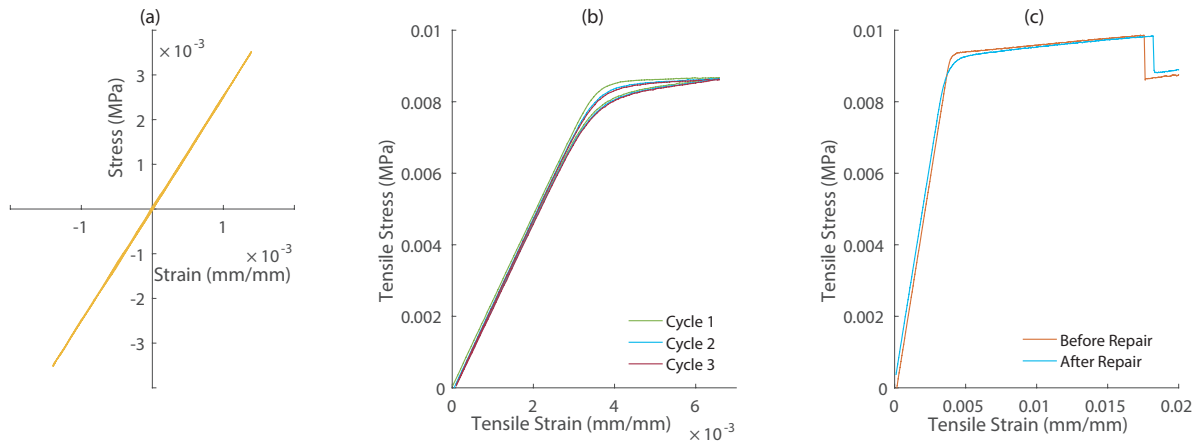 (a)
× 10⁻³
3
2
1
Stress (MPa)
-1
1
× 10⁻³
Strain (mm/mm)
-1
-2
-3
(b)
0.01
0.008
0.006
0.004
0.002
0
Tensile Stress (MPa)
Cycle 1
Cycle 2
Cycle 3
0 2 4 6
Tensile Strain (mm/mm)
× 10⁻³
(c)
0.01
0.008
0.006
0.004
0.002
0
Tensile Stress (MPa)
Before Repair
After Repair
0 0.005 0.01 0.015 0.02
Tensile Strain (mm/mm)